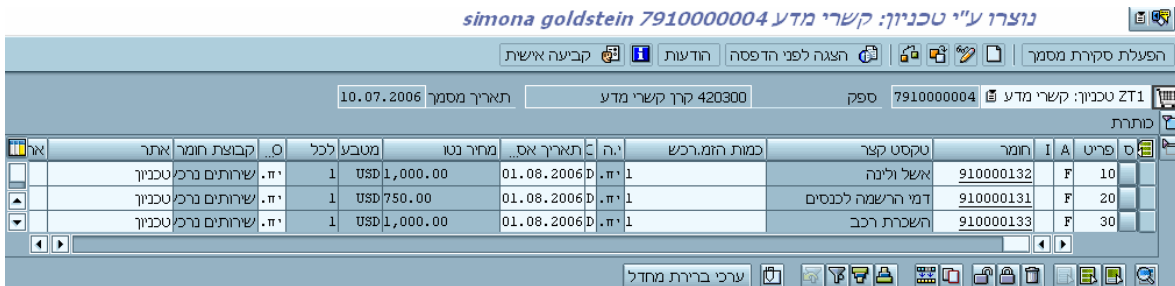 נוצרו ע"י טכניון: קשרי מדע 7910000004 simona goldstein
הפעלת סקירת מסמך הצגה לפני הדפסה הודעות קביעה אישית
ZT1 טכניון: קשרי מדע 7910000004 ספק 420300 קרן קשרי מדע תאריך מסמך 10.07.2006
כותרת
ס פריט A I חומר טקסט קצר כמות הזמ.רכש י.ה C תאריך אס... מחיר נטו מטבע לכל O... קבוצת חומר אתר אר
10 F 910000132 אשל ולינה 1 יח. D 01.08.2006 1,000.00 USD 1 יח. שירותים נרכש טכניון
20 F 910000131 דמי הרשמה לכנסים 1 יח. D 01.08.2006 750.00 USD 1 יח. שירותים נרכש טכניון
30 F 910000133 השכרת רכב 1 יח. D 01.08.2006 1,000.00 USD 1 יח. שירותים נרכש טכניון
ערכי ברירת מחדל